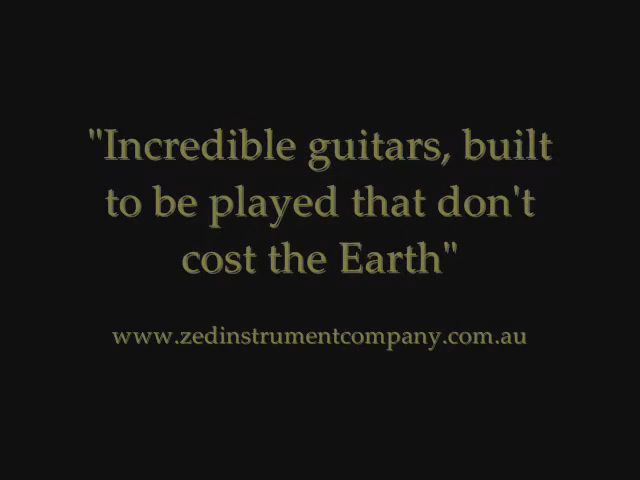 "Incredible guitars, built
to be played that don't
cost the Earth"
www.zedinstrumentcompany.com.au